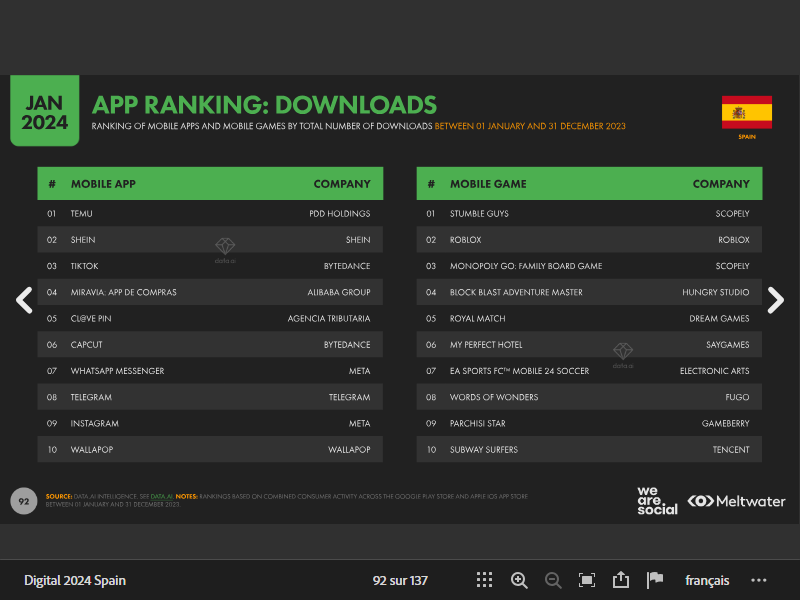 JAN
2024
APP RANKING: DOWNLOADS
RANKING OF MOBILE APPS AND MOBILE GAMES BY TOTAL NUMBER OF DOWNLOADS BETWEEN 01 JANUARY AND 31 DECEMBER 2023
SPAIN
# MOBILE APP COMPANY
01 TEMU PDD HOLDINGS
02 SHEIN SHEIN
03 TIKTOK BYTEDANCE
04 MIRAVIA: APP DE COMPRAS ALIBABA GROUP
05 CL@VE PIN AGENCIA TRIBUTARIA
06 CAPCUT BYTEDANCE
07 WHATSAPP MESSENGER META
08 TELEGRAM TELEGRAM
09 INSTAGRAM META
10 WALLAPOP WALLAPOP
data.ai
# MOBILE GAME COMPANY
01 STUMBLE GUYS SCOPELY
02 ROBLOX ROBLOX
03 MONOPOLY GO: FAMILY BOARD GAME SCOPELY
04 BLOCK BLAST ADVENTURE MASTER HUNGRY STUDIO
05 ROYAL MATCH DREAM GAMES
06 MY PERFECT HOTEL SAYGAMES
07 EA SPORTS FC™ MOBILE 24 SOCCER ELECTRONIC ARTS
08 WORDS OF WONDERS FUGO
09 PARCHISI STAR GAMEBERRY
10 SUBWAY SURFERS TENCENT
data.ai
92
SOURCE: DATA.AI INTELLIGENCE. SEE DATA.AI. NOTES: RANKINGS BASED ON COMBINED CONSUMER ACTIVITY ACROSS THE GOOGLE PLAY STORE AND APPLE IOS APP STORE
BETWEEN 01 JANUARY AND 31 DECEMBER 2023.
we
are
social
Meltwater
Digital 2024 Spain
92 sur 137
français